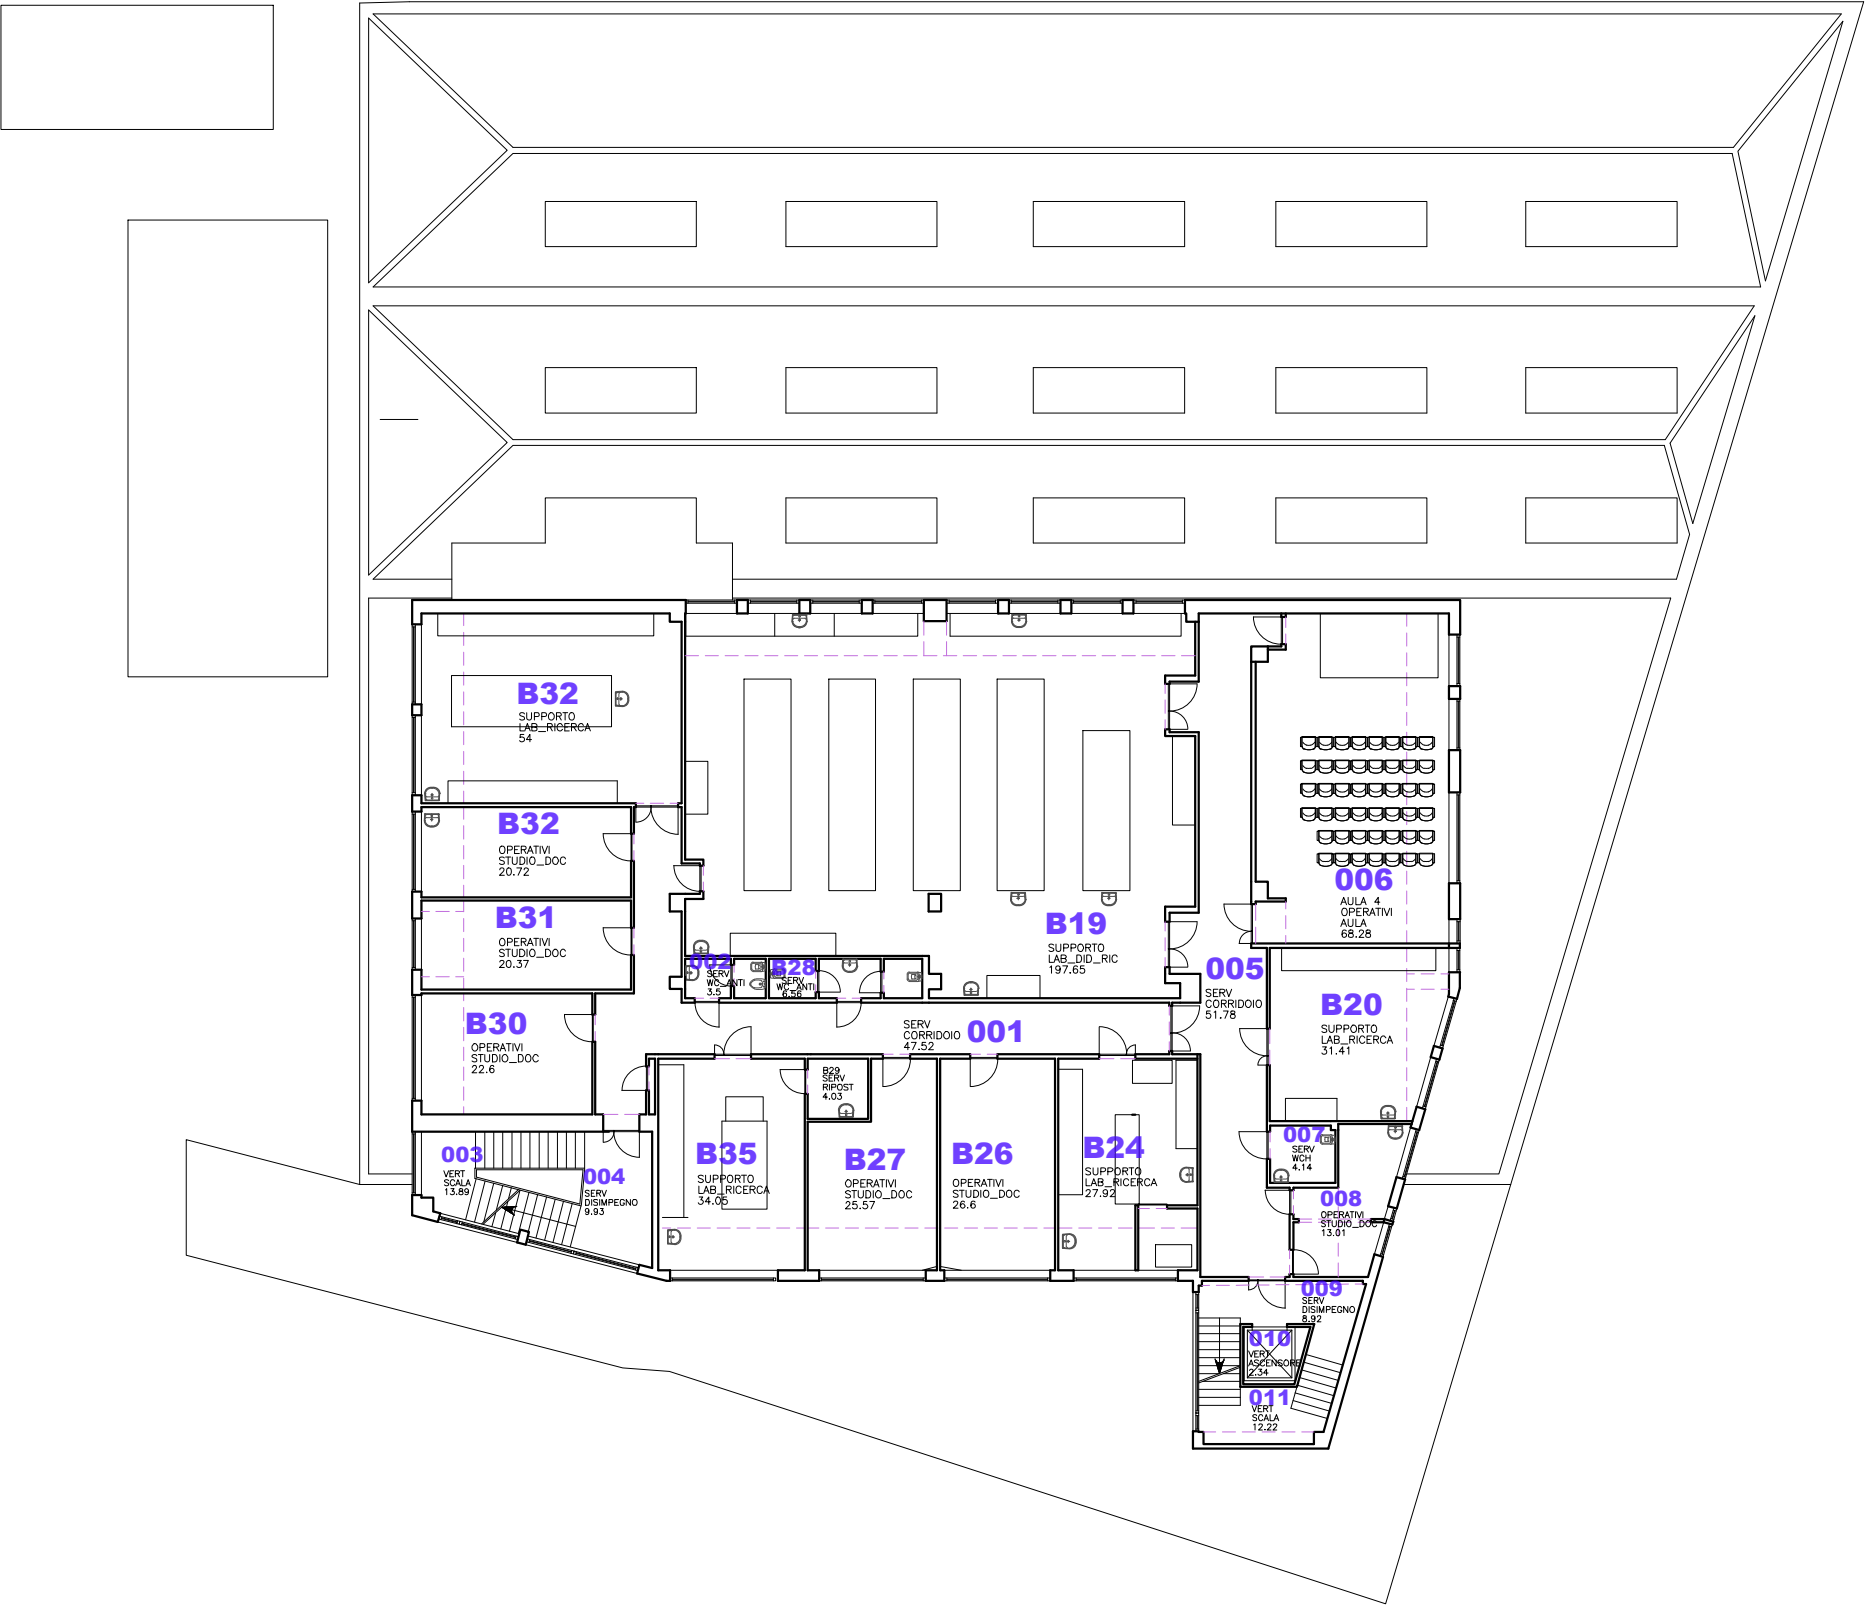 B32
SUPPORTO
LAB_RICERCA
54
B32
OPERATIVI
STUDIO_DOC
20.72
B31
OPERATIVI
STUDIO_DOC
20.37
B30
OPERATIVI
STUDIO_DOC
22.6
B19
SUPPORTO
LAB_DID_RIC
197.65
006
AULA 4
OPERATIVI
AULA
68.28
002
SERV
WC_ANTI
3.5
B28
SERV
WC_ANTI
6.56
005
SERV
CORRIDOIO
51.78
B20
SUPPORTO
LAB_RICERCA
31.41
001
SERV
CORRIDOIO
47.52
B29
SERV
RIPOST
4.03
003
VERT
SCALA
13.89
004
SERV
DISIMPEGNO
9.93
B35
SUPPORTO
LAB_RICERCA
34.05
B27
OPERATIVI
STUDIO_DOC
25.57
B26
OPERATIVI
STUDIO_DOC
26.6
B24
SUPPORTO
LAB_RICERCA
27.92
007
SERV
WCH
4.14
008
OPERATIVI
STUDIO_DOC
13.01
009
SERV
DISIMPEGNO
8.92
010
VERT
ASCENSORE
2.34
011
VERT
SCALA
12.22